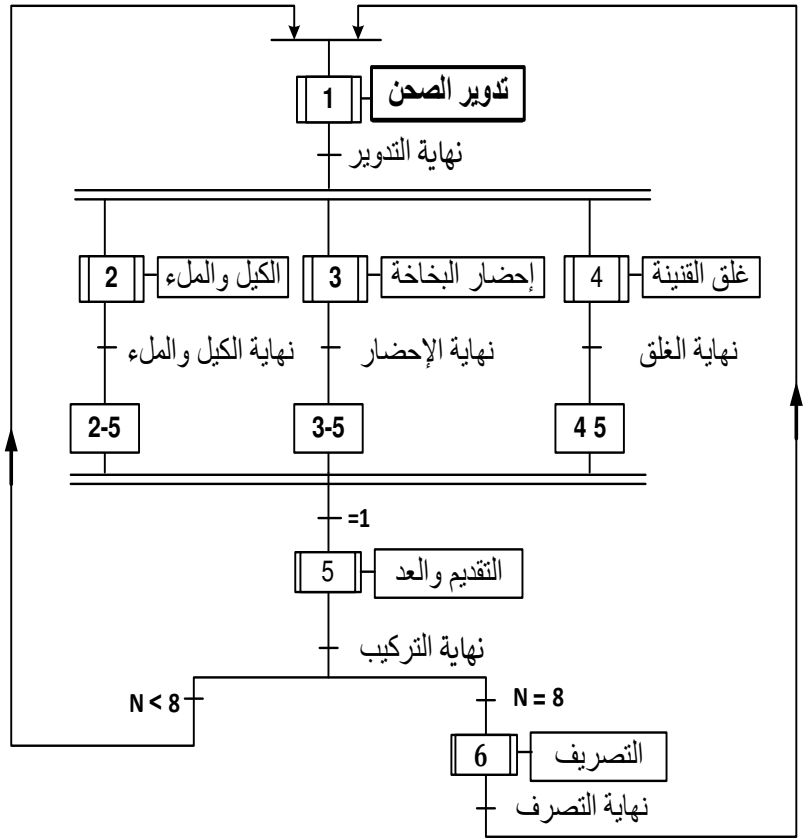 1 تدوير الصحن
نهاية التدوير
2 الكيل والملء
3 إحضار البخاخة
4 غلق القنينة
نهاية الكيل والملء
نهاية الإحضار
نهاية الغلق
2-5
3-5
4 5
=1
5 التقديم والعد
نهاية التركيب
N < 8
N = 8
6 التصريف
نهاية التصرف